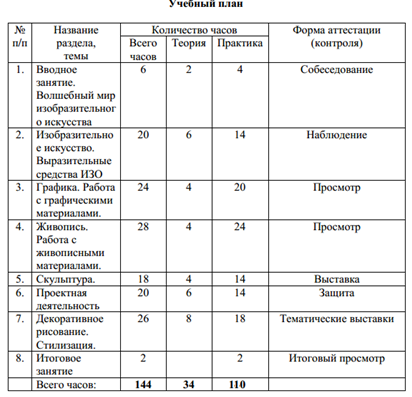 Учебный план
№ п/п Название раздела, темы Количество часов Форма аттестации (контроля)
Всего часов Теория Практика
1. Вводное 6 2 4 Собеседование
занятие.
Волшебный мир
изобразительног
о искусства
2. Изобразительно 20 6 14 Наблюдение
е искусство.
Выразительные
средства ИЗО
3. Графика. Работа 24 4 20 Просмотр
с графическими
материалами.
4. Живопись. 28 4 24 Просмотр
Работа с
живописными
материалами.
5. Скульптура. 18 4 14 Выставка
6. Проектная 20 6 14 Защита
деятельность
7. Декоративное 26 8 18 Тематические выставки
рисование.
Стилизация.
8. Итоговое 2 2 Итоговый просмотр
занятие
Всего часов: 144 34 110